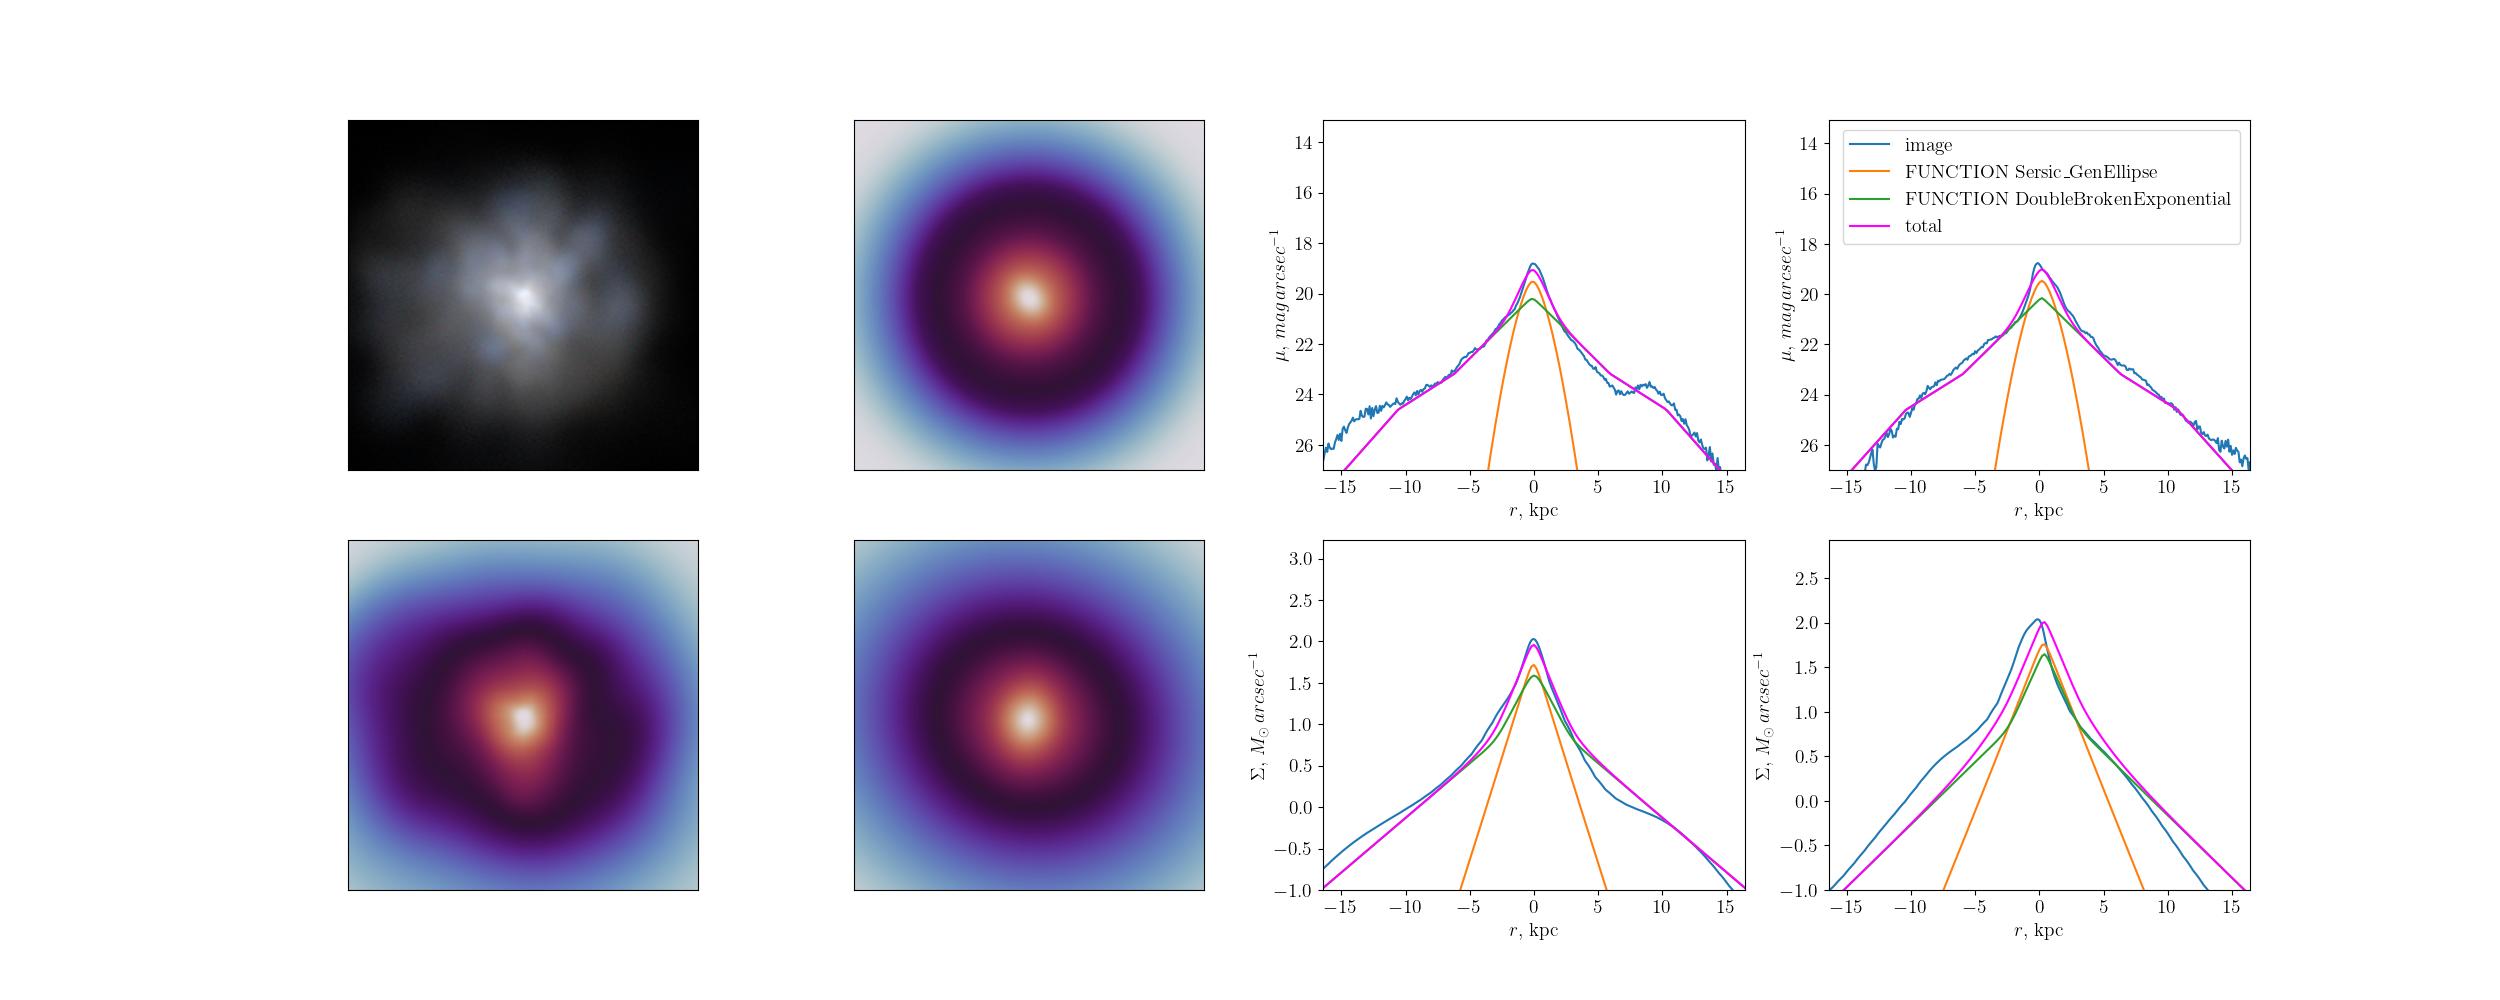 14
16
18
20
22
24
26
μ, magarcsec⁻¹
−15 −10 −5 0 5 10 15
r, kpc
14
16
18
20
22
24
26
μ, magarcsec⁻¹
image
FUNCTION Sersic_GenEllipse
FUNCTION DoubleBrokenExponential
total
−15 −10 −5 0 5 10 15
r, kpc
3.0
2.5
2.0
1.5
1.0
0.5
0.0
−0.5
−1.0
Σ, M⊙ arcsec⁻¹
−15 −10 −5 0 5 10 15
r, kpc
2.5
2.0
1.5
1.0
0.5
0.0
−0.5
−1.0
Σ, M⊙ arcsec⁻¹
−15 −10 −5 0 5 10 15
r, kpc